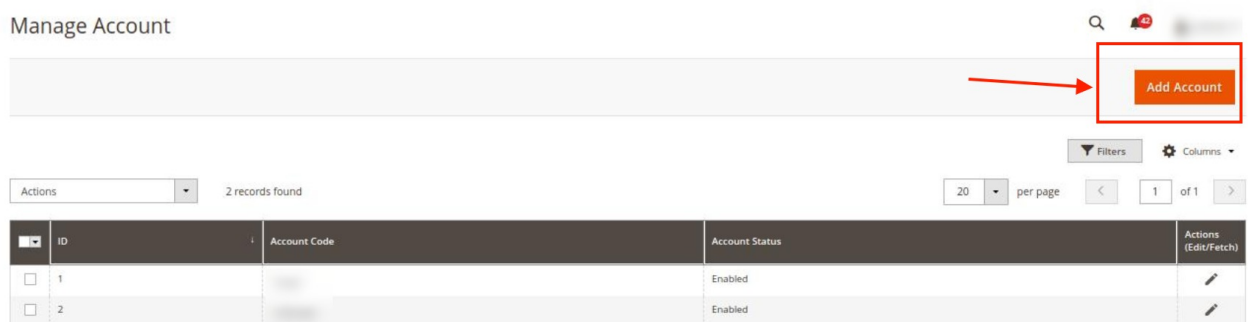 Manage Account
42
Add Account
Filters
Columns
Actions
2 records found
20
per page
1
of 1
ID
Account Code
Account Status
Actions
(Edit/Fetch)
1
Enabled
2
Enabled